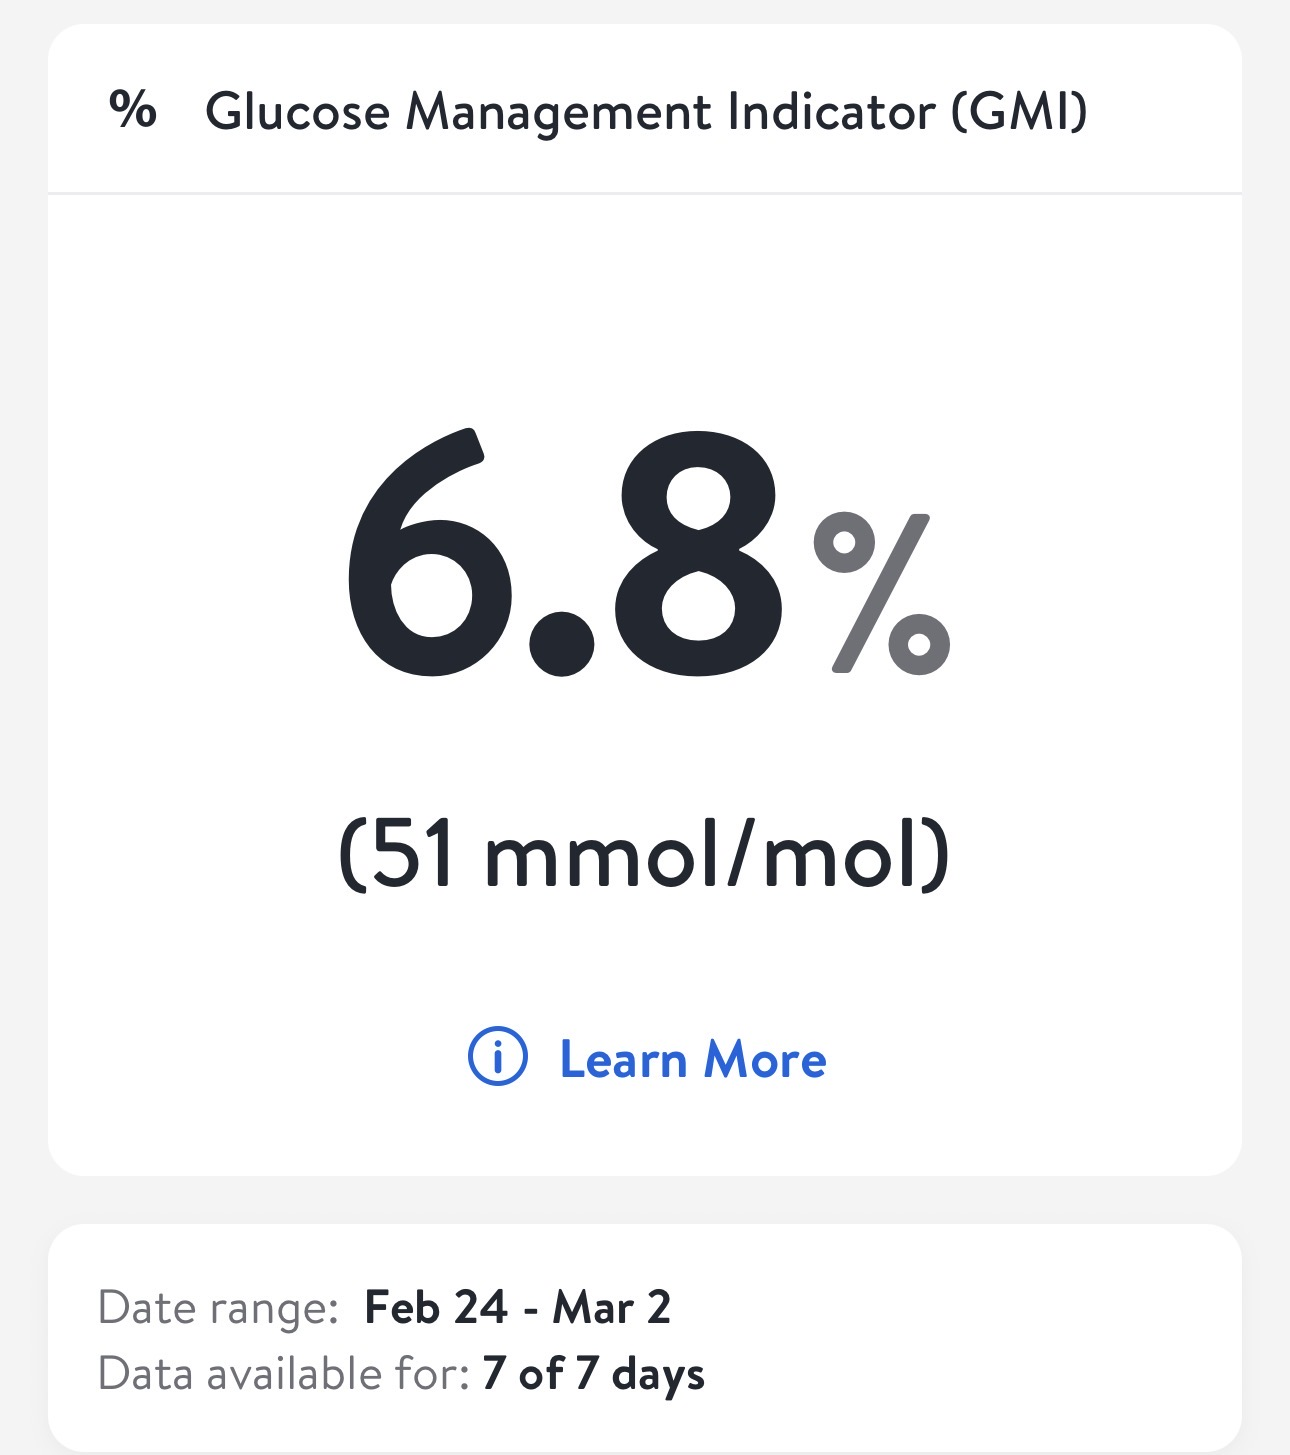 % Glucose Management Indicator (GMI)
6.8%
(51 mmol/mol)
Learn More
Date range: Feb 24 - Mar 2
Data available for: 7 of 7 days